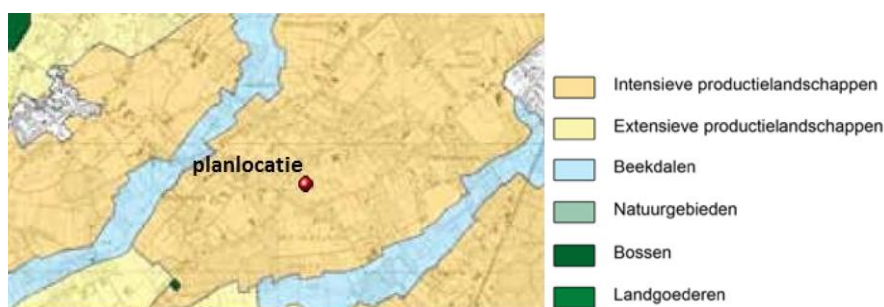 planlocatie
Intensieve productielandschappen
Extensieve productielandschappen
Beekdalen
Natuurgebieden
Bossen
Landgoederen